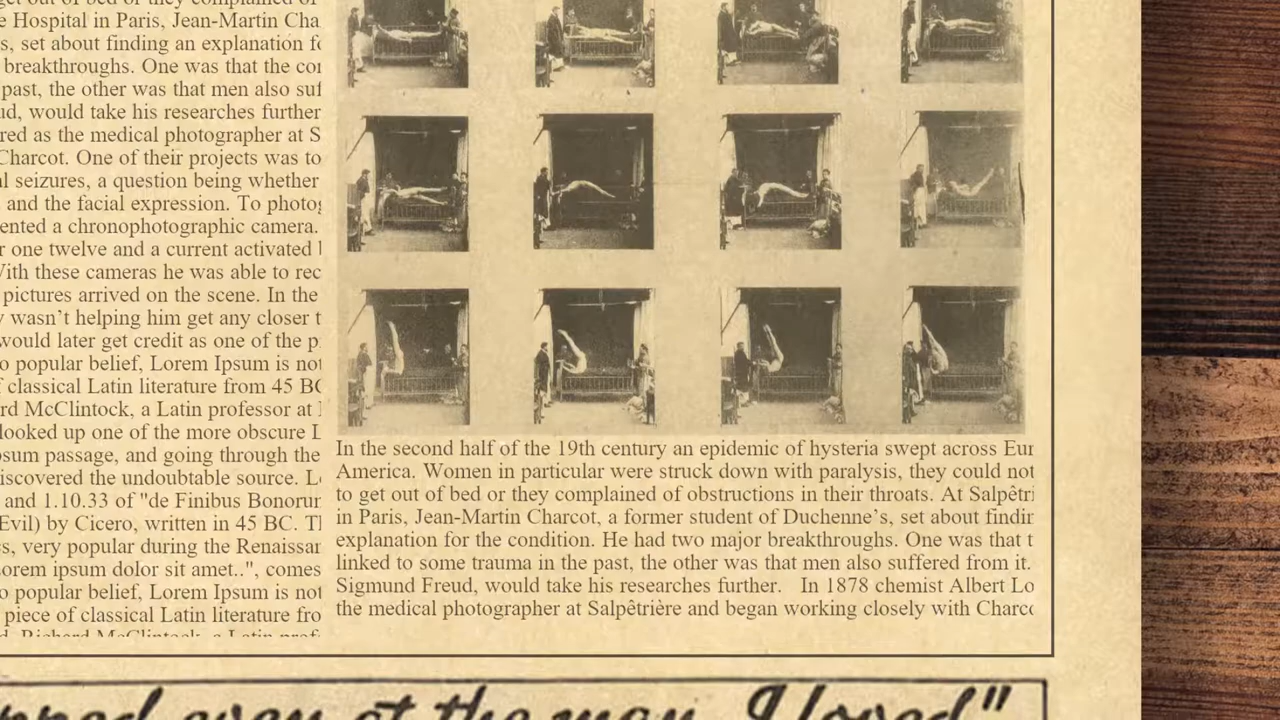 e Hospital in Paris, Jean-Martin Cha
s, set about finding an explanation fo
breakthroughs. One was that the con
past, the other was that men also suf
ud, would take his researches further
red as the medical photographer at S
Charcot. One of their projects was to
al seizures, a question being whether
and the facial expression. To photog
ented a chronophotographic camera.
r one twelve and a current activated l
With these cameras he was able to rec
pictures arrived on the scene. In the
y wasn't helping him get any closer t
would later get credit as one of the p
o popular belief, Lorem Ipsum is not
f classical Latin literature from 45 BC
rd McClintock, a Latin professor at
looked up one of the more obscure L
psum passage, and going through the
iscovered the undoubtable source. L
and 1.10.33 of "de Finibus Bonorum
Evil) by Cicero, written in 45 BC. Th
s, very popular during the Renaissan
orem ipsum dolor sit amet..", comes
o popular belief, Lorem Ipsum is not
piece of classical Latin literature fro
d. Richard McClintock, a Latin prof
In the second half of the 19th century an epidemic of hysteria swept across Eur
America. Women in particular were struck down with paralysis, they could not
to get out of bed or they complained of obstructions in their throats. At Salpêtri
in Paris, Jean-Martin Charcot, a former student of Duchenne's, set about findin
explanation for the condition. He had two major breakthroughs. One was that t
linked to some trauma in the past, the other was that men also suffered from it.
Sigmund Freud, would take his researches further. In 1878 chemist Albert Lo
the medical photographer at Salpêtrière and began working closely with Charco
pped away at the man I loved"